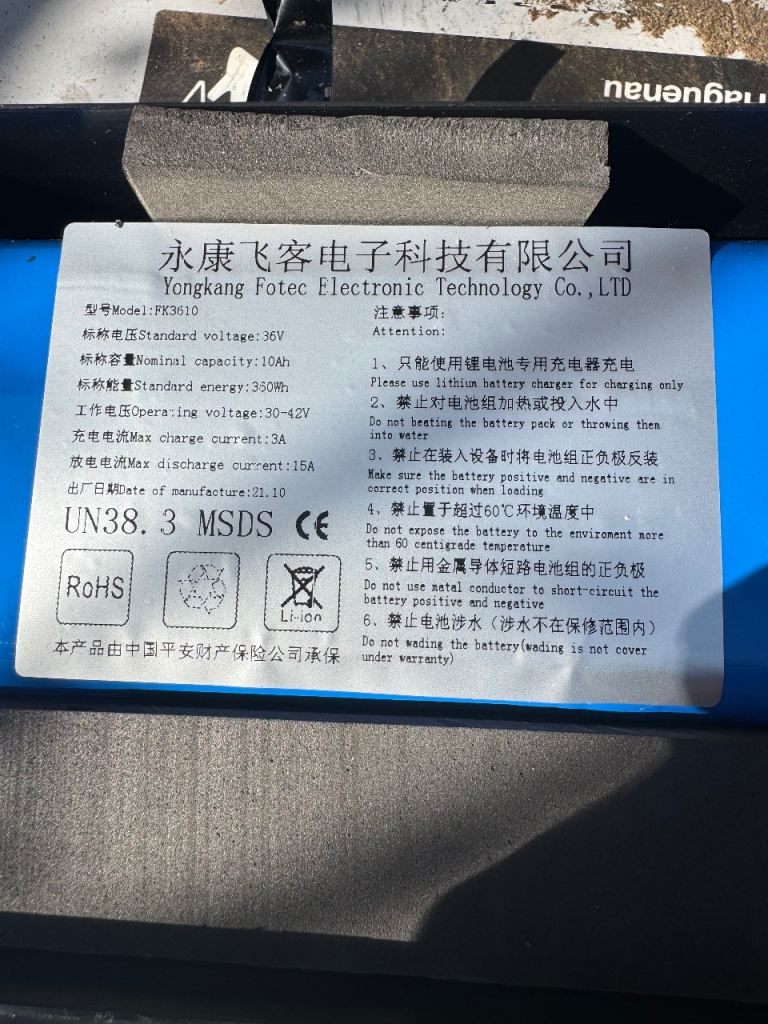 Haguenau
永康飞客电子科技有限公司
Yongkang Fotec Electronic Technology Co.,LTD
型号Model:FK3610
标称电压Standard voltage:36V
标称容量Nominal capacity:10Ah
标称能量Standard energy:360Wh
工作电压Operating voltage:30-42V
充电电流Max charge current:3A
放电电流Max discharge current:15A
出厂日期Date of manufacture:21.10
UN38.3 MSDS CE
RoHS
Li-ion
本产品由中国平安财产保险公司承保
注意事项:
Attention:
1、只能使用锂电池专用充电器充电
Please use lithiun battery charger for charging only
2、禁止对电池组加热或投入水中
Do not beating the battery pack or throwing them
into water
3、禁止在装入设备时将电池组正负极反装
Make sure the battery positive and negative are in
correct position when loading
4、禁止置于超过60℃环境温度中
Do not expose the battery to the enviroment more
than 60 centigrade temperature
5、禁止用金属导体短路电池组的正负极
Do not use matal conductor to short-circuit the
battery positive and negative
6、禁止电池涉水（涉水不在保修范围内）
Do not wading the battery(wading is not cover
under warranty)